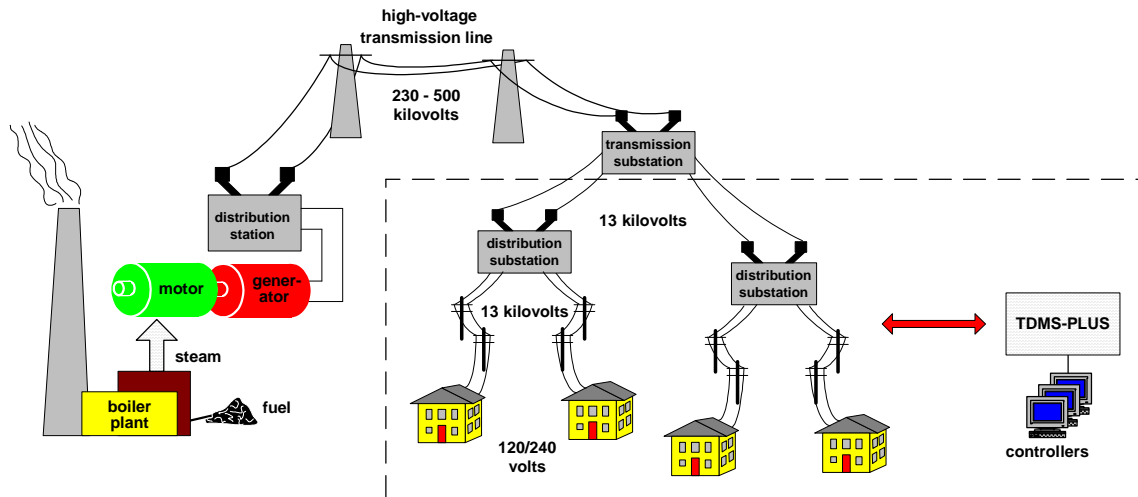 high-voltage
transmission line
230 - 500
kilovolts
transmission
substation
distribution
station
13 kilovolts
distribution
substation
distribution
substation
motor
gener-
ator
13 kilovolts
TDMS-PLUS
steam
boiler
plant
fuel
120/240
volts
controllers